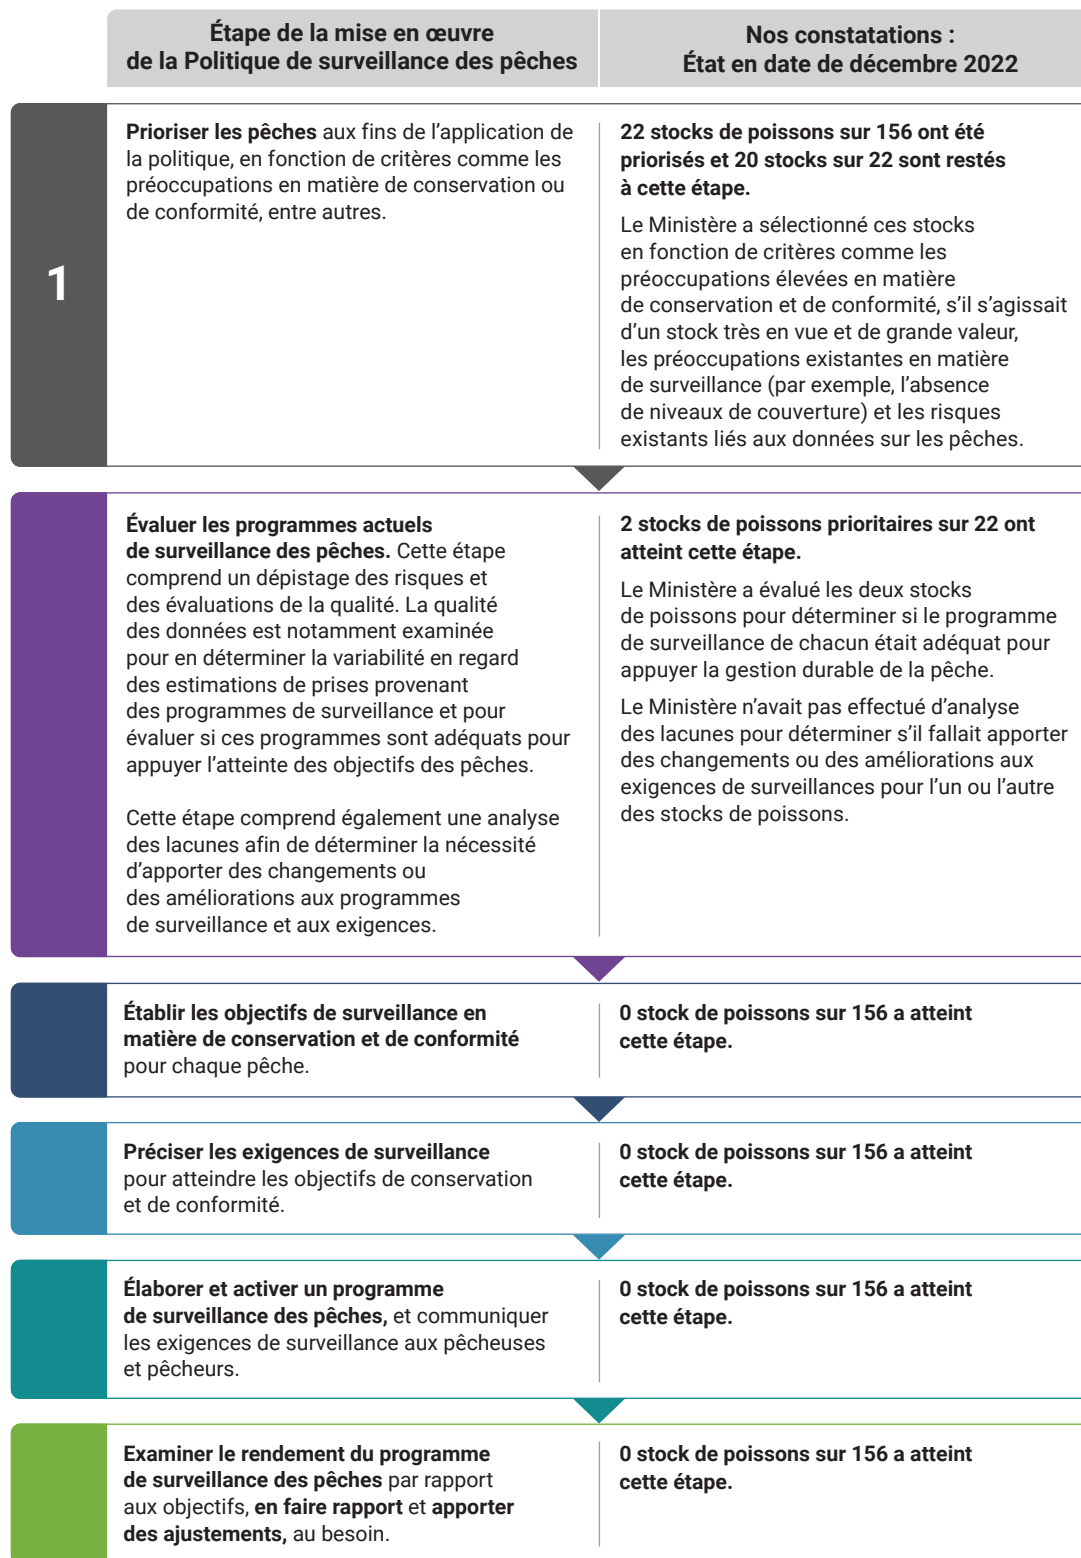 Étape de la mise en œuvre
de la Politique de surveillance des pêches
Nos constatations :
État en date de décembre 2022
1
Prioriser les pêches aux fins de l’application de
la politique, en fonction de critères comme les
préoccupations en matière de conservation ou
de conformité, entre autres.
22 stocks de poissons sur 156 ont été
priorisés et 20 stocks sur 22 sont restés
à cette étape.
Le Ministère a sélectionné ces stocks
en fonction de critères comme les
préoccupations élevées en matière
de conservation et de conformité, s’il s’agissait
d’un stock très en vue et de grande valeur,
les préoccupations existantes en matière
de surveillance (par exemple, l’absence
de niveaux de couverture) et les risques
existants liés aux données sur les pêches.
Évaluer les programmes actuels
de surveillance des pêches. Cette étape
comprend un dépistage des risques et
des évaluations de la qualité. La qualité
des données est notamment examinée
pour en déterminer la variabilité en regard
des estimations de prises provenant
des programmes de surveillance et pour
évaluer si ces programmes sont adéquats pour
appuyer l’atteinte des objectifs des pêches.
Cette étape comprend également une analyse
des lacunes afin de déterminer la nécessité
d’apporter des changements ou
des améliorations aux programmes
de surveillance et aux exigences.
2 stocks de poissons prioritaires sur 22 ont
atteint cette étape.
Le Ministère a évalué les deux stocks
de poissons pour déterminer si le programme
de surveillance de chacun était adéquat pour
appuyer la gestion durable de la pêche.
Le Ministère n’avait pas effectué d’analyse
des lacunes pour déterminer s’il fallait apporter
des changements ou des améliorations aux
exigences de surveillances pour l’un ou l’autre
des stocks de poissons.
Établir les objectifs de surveillance en
matière de conservation et de conformité
pour chaque pêche.
0 stock de poissons sur 156 a atteint
cette étape.
Préciser les exigences de surveillance
pour atteindre les objectifs de conservation
et de conformité.
0 stock de poissons sur 156 a atteint
cette étape.
Élaborer et activer un programme
de surveillance des pêches, et communiquer
les exigences de surveillance aux pêcheuses
et pêcheurs.
0 stock de poissons sur 156 a atteint
cette étape.
Examiner le rendement du programme
de surveillance des pêches par rapport
aux objectifs, en faire rapport et apporter
des ajustements, au besoin.
0 stock de poissons sur 156 a atteint
cette étape.